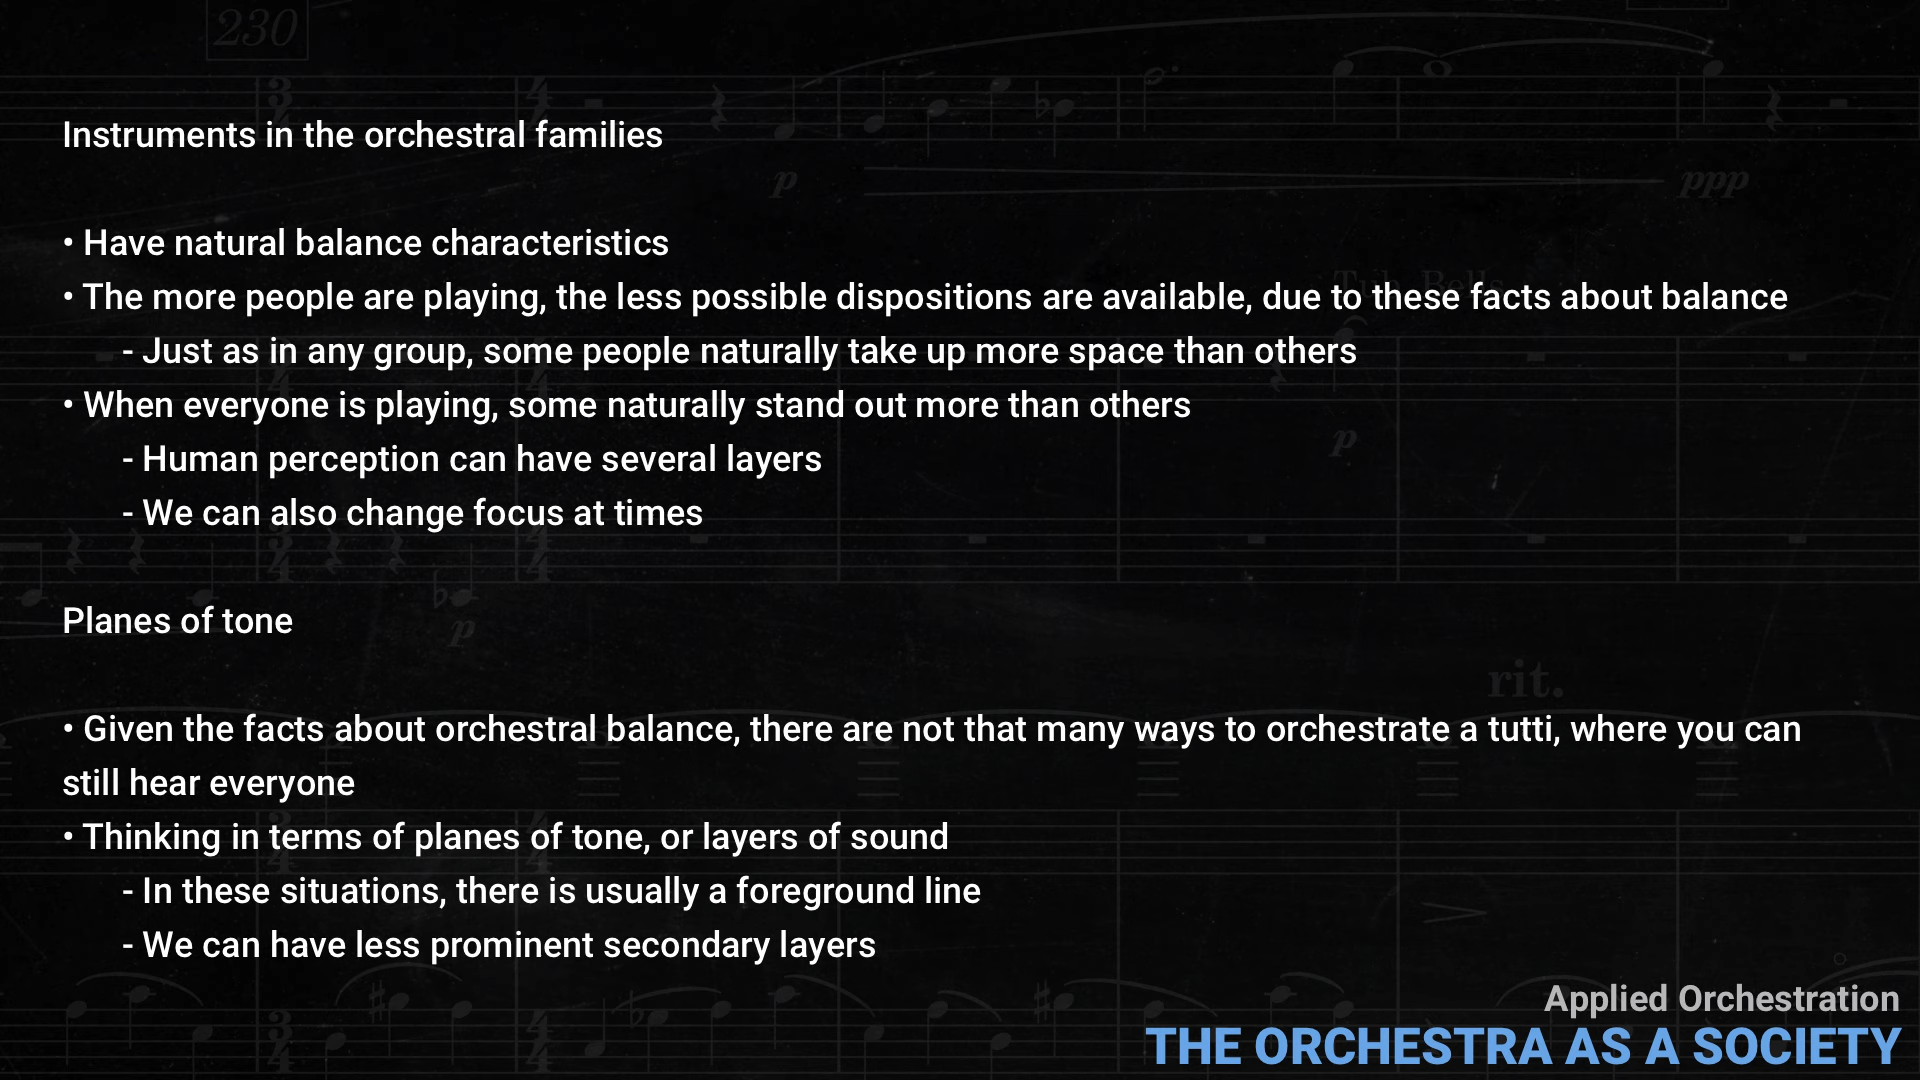 230
Instruments in the orchestral families
p
ppp
• Have natural balance characteristics
Tub. Bells
• The more people are playing, the less possible dispositions are available, due to these facts about balance
- Just as in any group, some people naturally take up more space than others
• When everyone is playing, some naturally stand out more than others
p
- Human perception can have several layers
- We can also change focus at times
Planes of tone
p
rit.
• Given the facts about orchestral balance, there are not that many ways to orchestrate a tutti, where you can
still hear everyone
• Thinking in terms of planes of tone, or layers of sound
- In these situations, there is usually a foreground line
- We can have less prominent secondary layers
Applied Orchestration
THE ORCHESTRA AS A SOCIETY